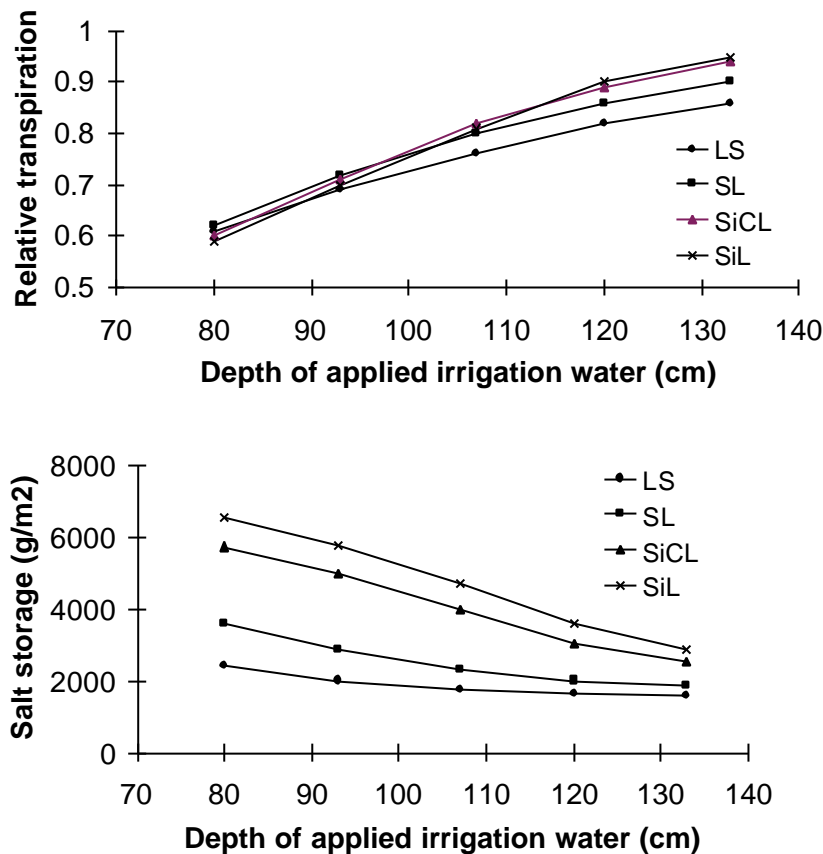 Relative transpiration
1
0.9
0.8
0.7
0.6
0.5
LS
SL
SiCL
SiL
70 80 90 100 110 120 130 140
Depth of applied irrigation water (cm)
Salt storage (g/m2)
8000
6000
4000
2000
0
LS
SL
SiCL
SiL
70 80 90 100 110 120 130 140
Depth of applied irrigation water (cm)